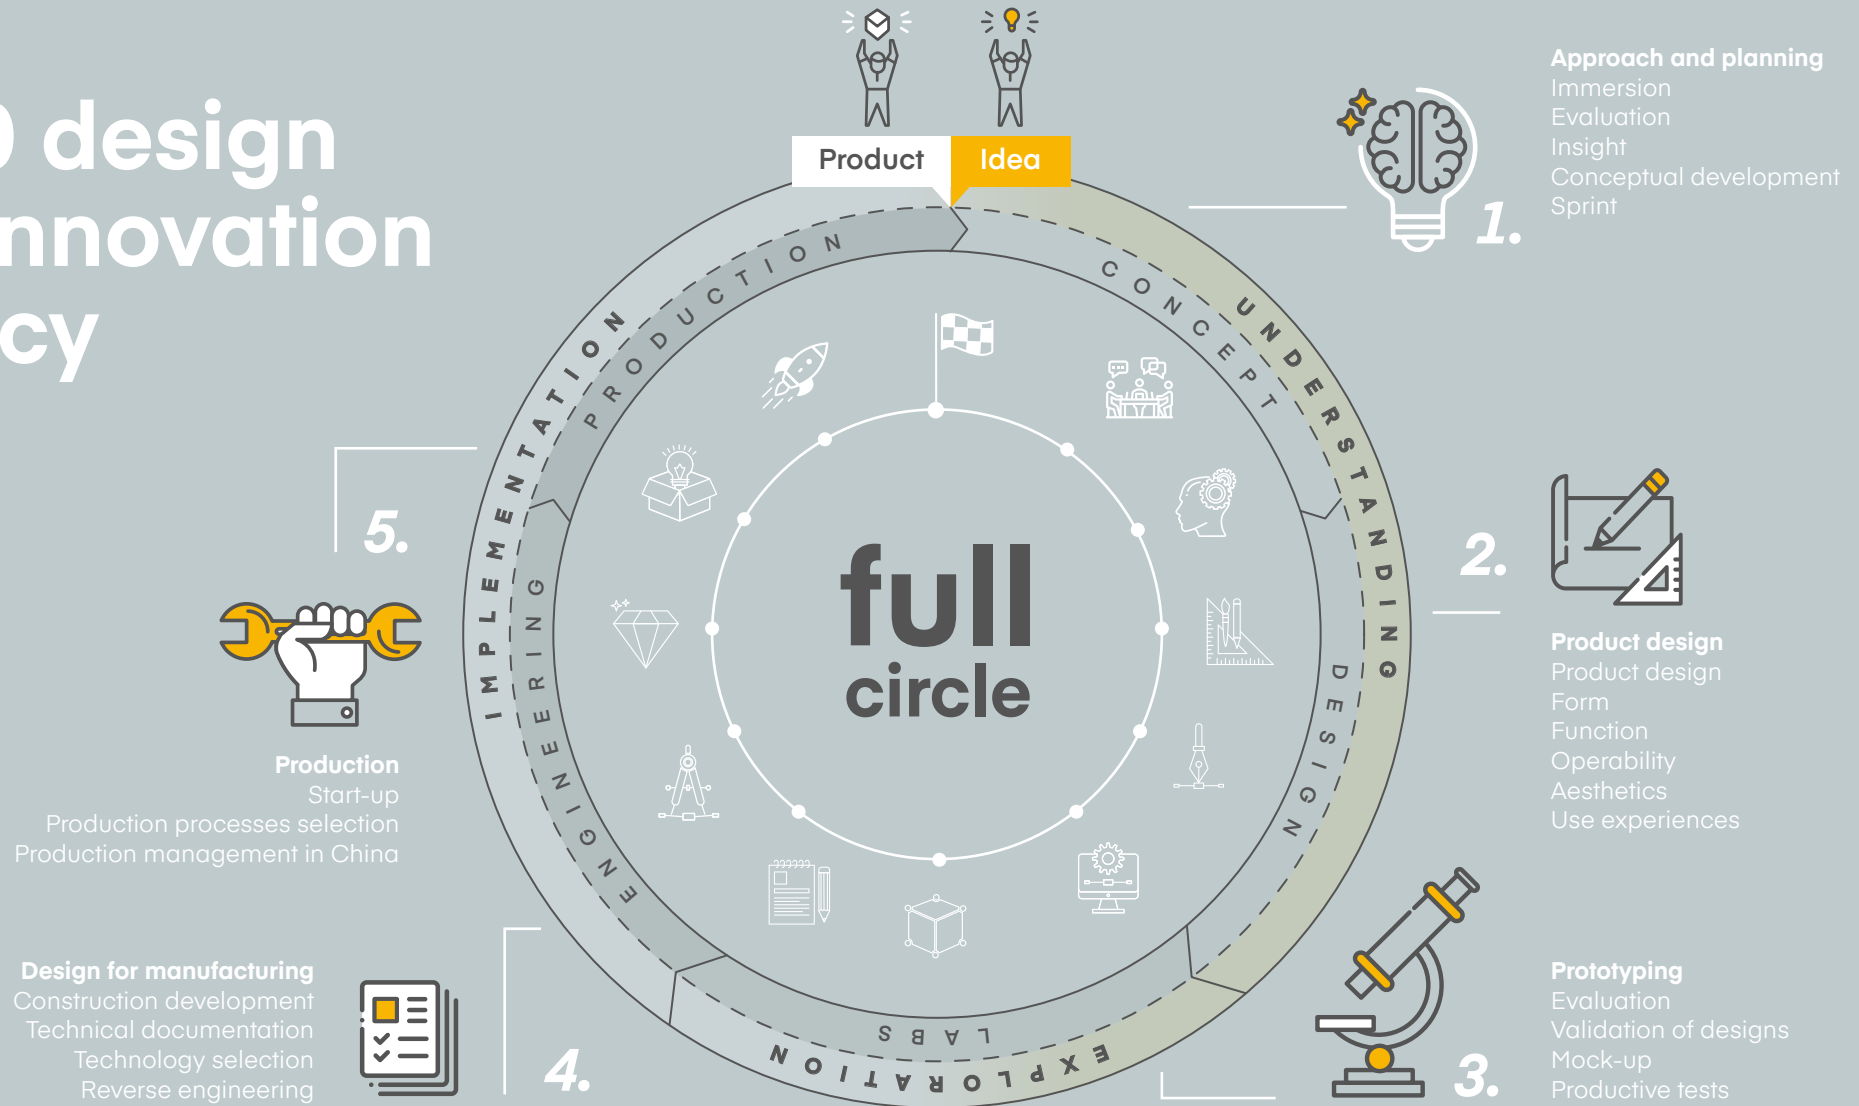 design
nnovation
cy
Product
Idea
Approach and planning
Immersion
Evaluation
Insight
Conceptual development
Sprint
1.
PRODUCTION
CONCEPT
UNDERSTANDING
IMPLEMENTATION
ENGINEERING
DESIGN
LABS
EXPLORATION
full
circle
2.
Product design
Product design
Form
Function
Operability
Aesthetics
Use experiences
3.
Prototyping
Evaluation
Validation of designs
Mock-up
Productive tests
4.
Design for manufacturing
Construction development
Technical documentation
Technology selection
Reverse engineering
5.
Production
Start-up
Production processes selection
Production management in China